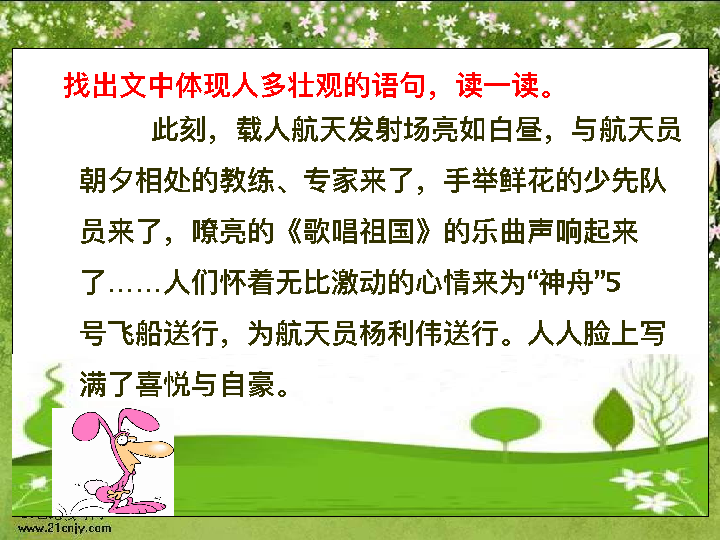 找出文中体现人多壮观的语句，读一读。
此刻，载人航天发射场亮如白昼，与航天员
朝夕相处的教练、专家来了，手举鲜花的少先队
员来了，嘹亮的《歌唱祖国》的乐曲声响起来
了……人们怀着无比激动的心情来为“神舟”5
号飞船送行，为航天员杨利伟送行。人人脸上写
满了喜悦与自豪。
www.21cnjy.com